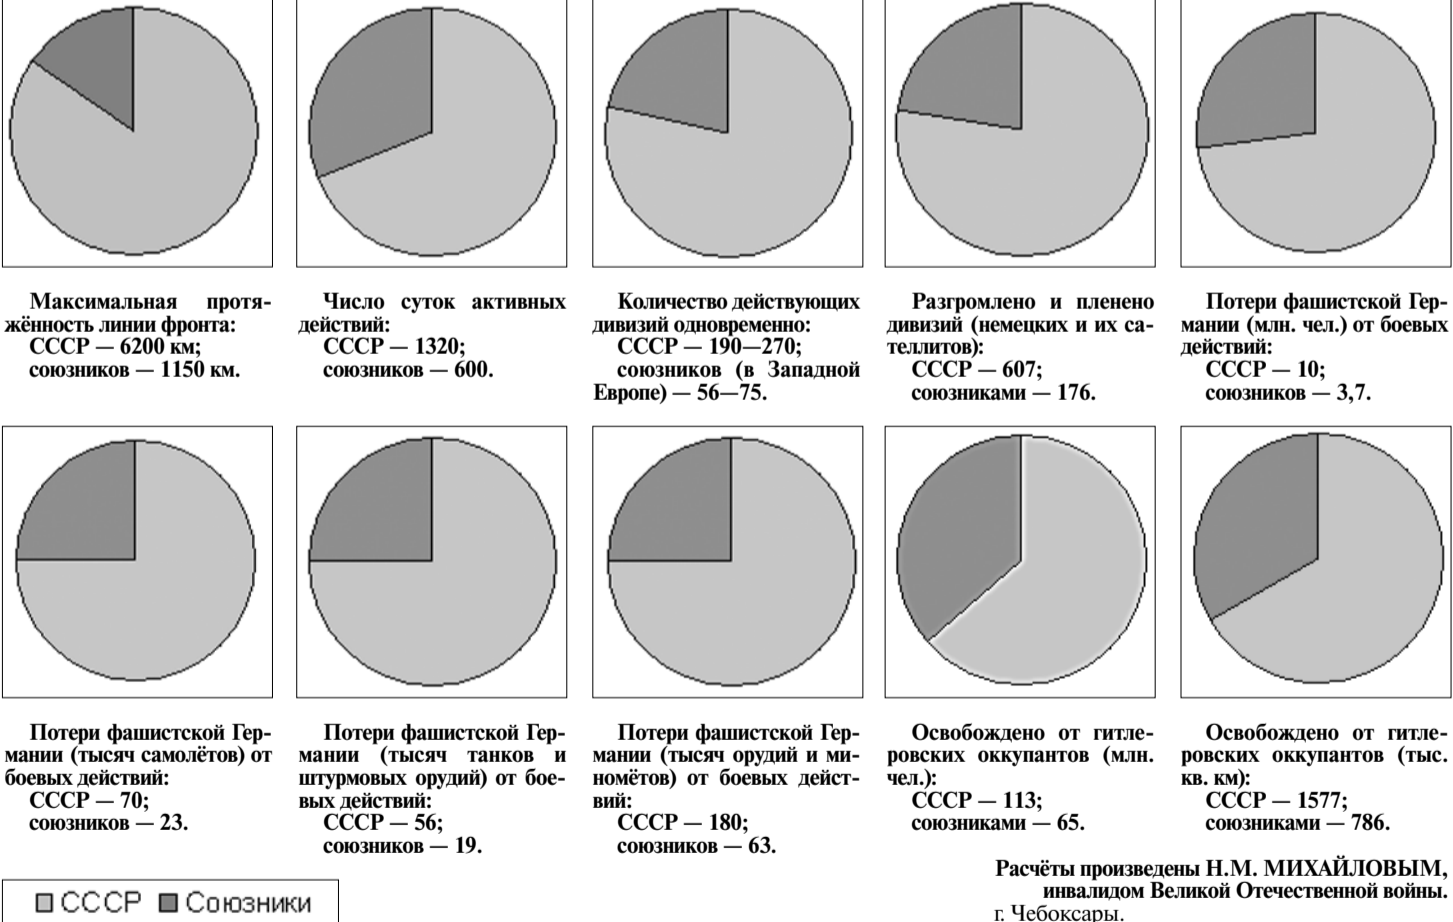 Максимальная протя-
жённость линии фронта:
СССР — 6200 км;
союзников — 1150 км.
Число суток активных
действий:
СССР — 1320;
союзников — 600.
Количество действующих
дивизий одновременно:
СССР — 190—270;
союзников (в Западной
Европе) — 56—75.
Разгромлено и пленено
дивизий (немецких и их са-
теллитов):
СССР — 607;
союзниками — 176.
Потери фашистской Гер-
мании (млн. чел.) от боевых
действий:
СССР — 10;
союзников — 3,7.
Потери фашистской Гер-
мании (тысяч самолётов) от
боевых действий:
СССР — 70;
союзников — 23.
Потери фашистской Гер-
мании (тысяч танков и
штурмовых орудий) от бое-
вых действий:
СССР — 56;
союзников — 19.
Потери фашистской Гер-
мании (тысяч орудий и ми-
номётов) от боевых дейст-
вий:
СССР — 180;
союзников — 63.
Освобождено от гитле-
ровских оккупантов (млн.
чел.):
СССР — 113;
союзниками — 65.
Освобождено от гитле-
ровских оккупантов (тыс.
кв. км):
СССР — 1577;
союзниками — 786.
Расчёты произведены Н.М. МИХАЙЛОВЫМ,
инвалидом Великой Отечественной войны.
г. Чебоксары.
СССР Союзники